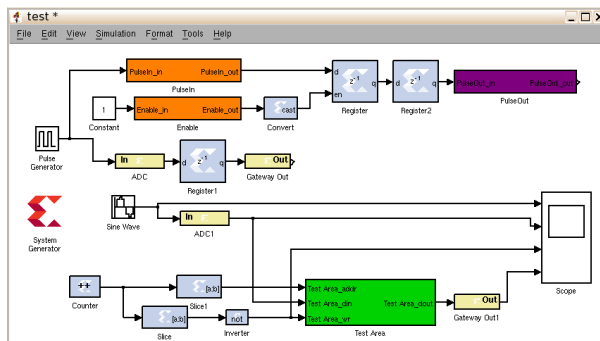 test *
File Edit View Simulation Format Tools Help
PulseIn_in PulseIn_out
PulseIn
d q
en
z-1
Register
d q
z-1
Register2
PulseOut_in PulseOut_out
PulseOut
1
Constant
Enable_in Enable_out
Enable
cast
Convert
Pulse
Generator
In
ADC
d q
z-1
Register1
Out
Gateway Out
System
Generator
Sine Wave
In
ADC1
Scope
++
Counter
[a:b]
Slice1
[a:b]
Slice
not
Inverter
Test Area_addr
Test Area_din Test Area_dout
Test Area_wr
Test Area
Out
Gateway Out1